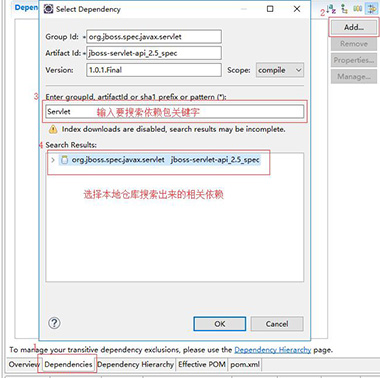 Depen
Select Dependency
2
Add...
Remove
Properties...
Manage...
Group Id: * org.jboss.spec.javax.servlet
Artifact Id: * jboss-servlet-api_2.5_spec
Version: 1.0.1.Final Scope: compile
3 Enter groupId, artifactId or sha1 prefix or pattern (*):
Servlet 输入要搜索依赖包关键字
Index downloads are disabled, search results may be incomplete.
4 Search Results:
org.jboss.spec.javax.servlet jboss-servlet-api_2.5_spec
选择本地仓库搜索出来的相关依赖
OK Cancel
1 To manage your transitive dependency exclusions, please use the Dependency Hierarchy page.
Overview Dependencies Dependency Hierarchy Effective POM pom.xml